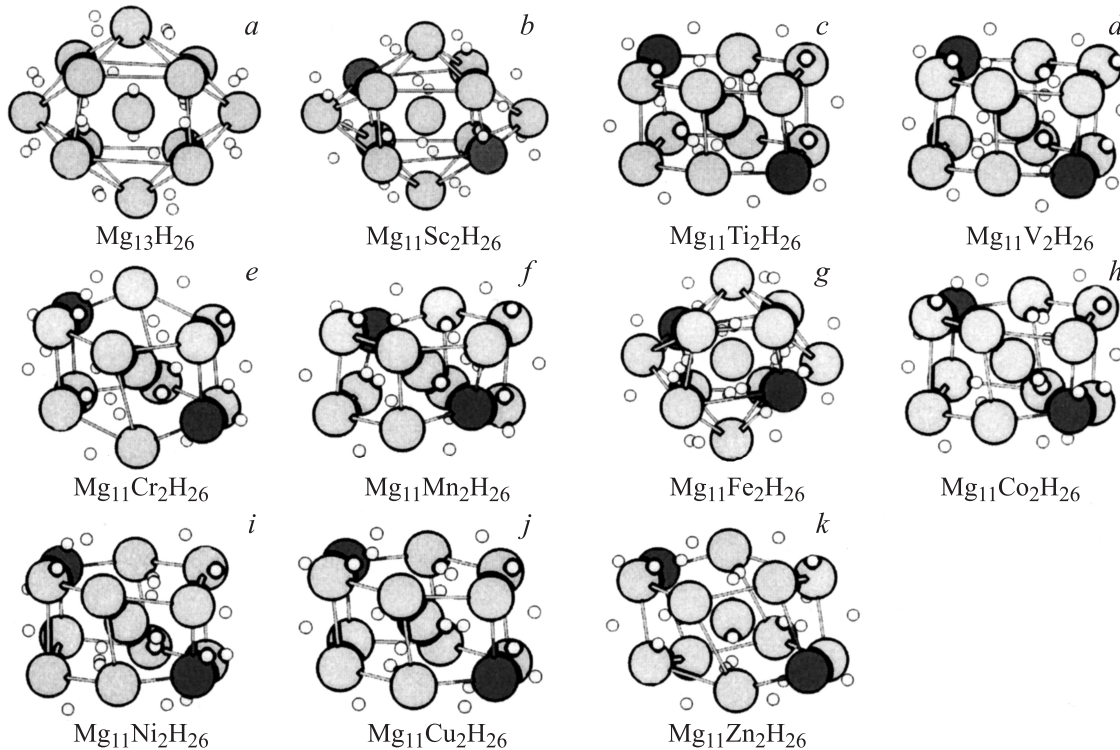 a b c d
Mg₁₃H₂₆ Mg₁₁Sc₂H₂₆ Mg₁₁Ti₂H₂₆ Mg₁₁V₂H₂₆
e f g h
Mg₁₁Cr₂H₂₆ Mg₁₁Mn₂H₂₆ Mg₁₁Fe₂H₂₆ Mg₁₁Co₂H₂₆
i j k
Mg₁₁Ni₂H₂₆ Mg₁₁Cu₂H₂₆ Mg₁₁Zn₂H₂₆